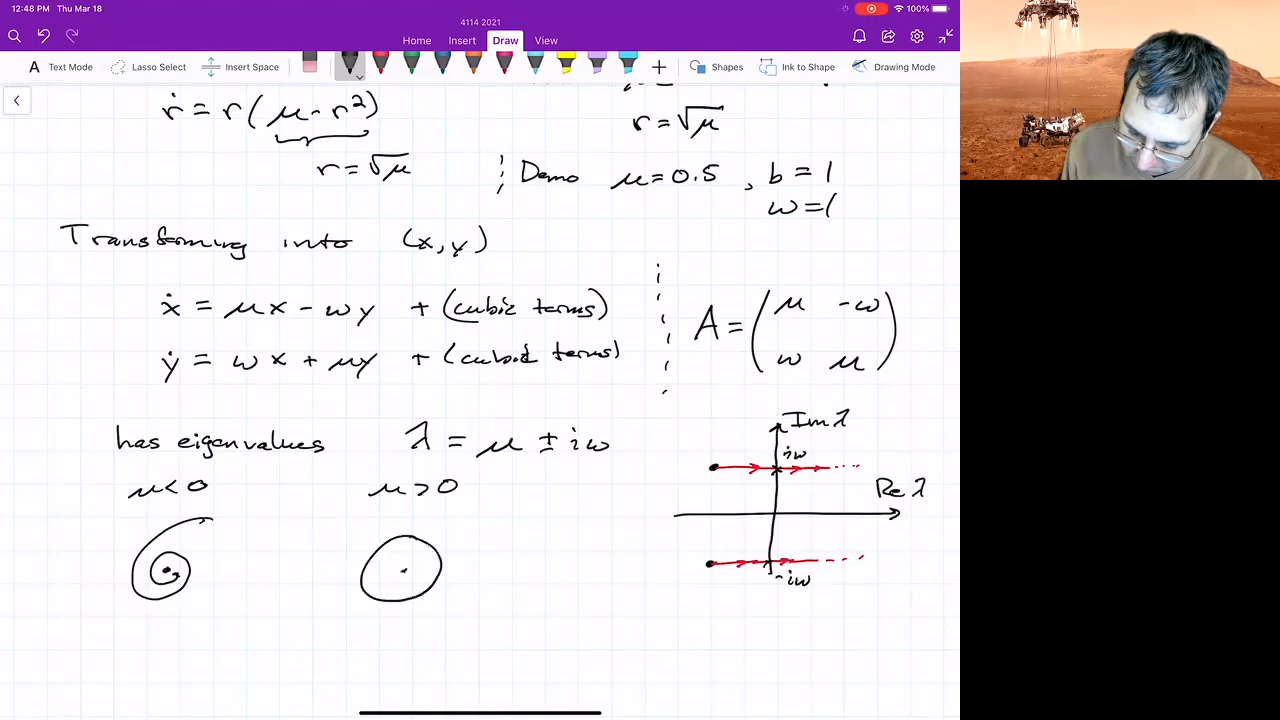 12:48 PM Thu Mar 18
100%
4114 2021
Home Insert Draw View
Text Mode Lasso Select Insert Space Shapes Ink to Shape Drawing Mode
ṙ = r(μ - r²)
r = √μ
r = √μ
Demo μ = 0.5 , b = 1
ω = 1
Transforming into (x, y)
ẋ = μx - ωy + (cubic terms)
ẏ = ωx + μy + (cubic terms)
A = ( μ -ω
ω μ )
has eigenvalues λ = μ ± iω
μ < 0 μ > 0
Im λ
iω
Re λ
-iω